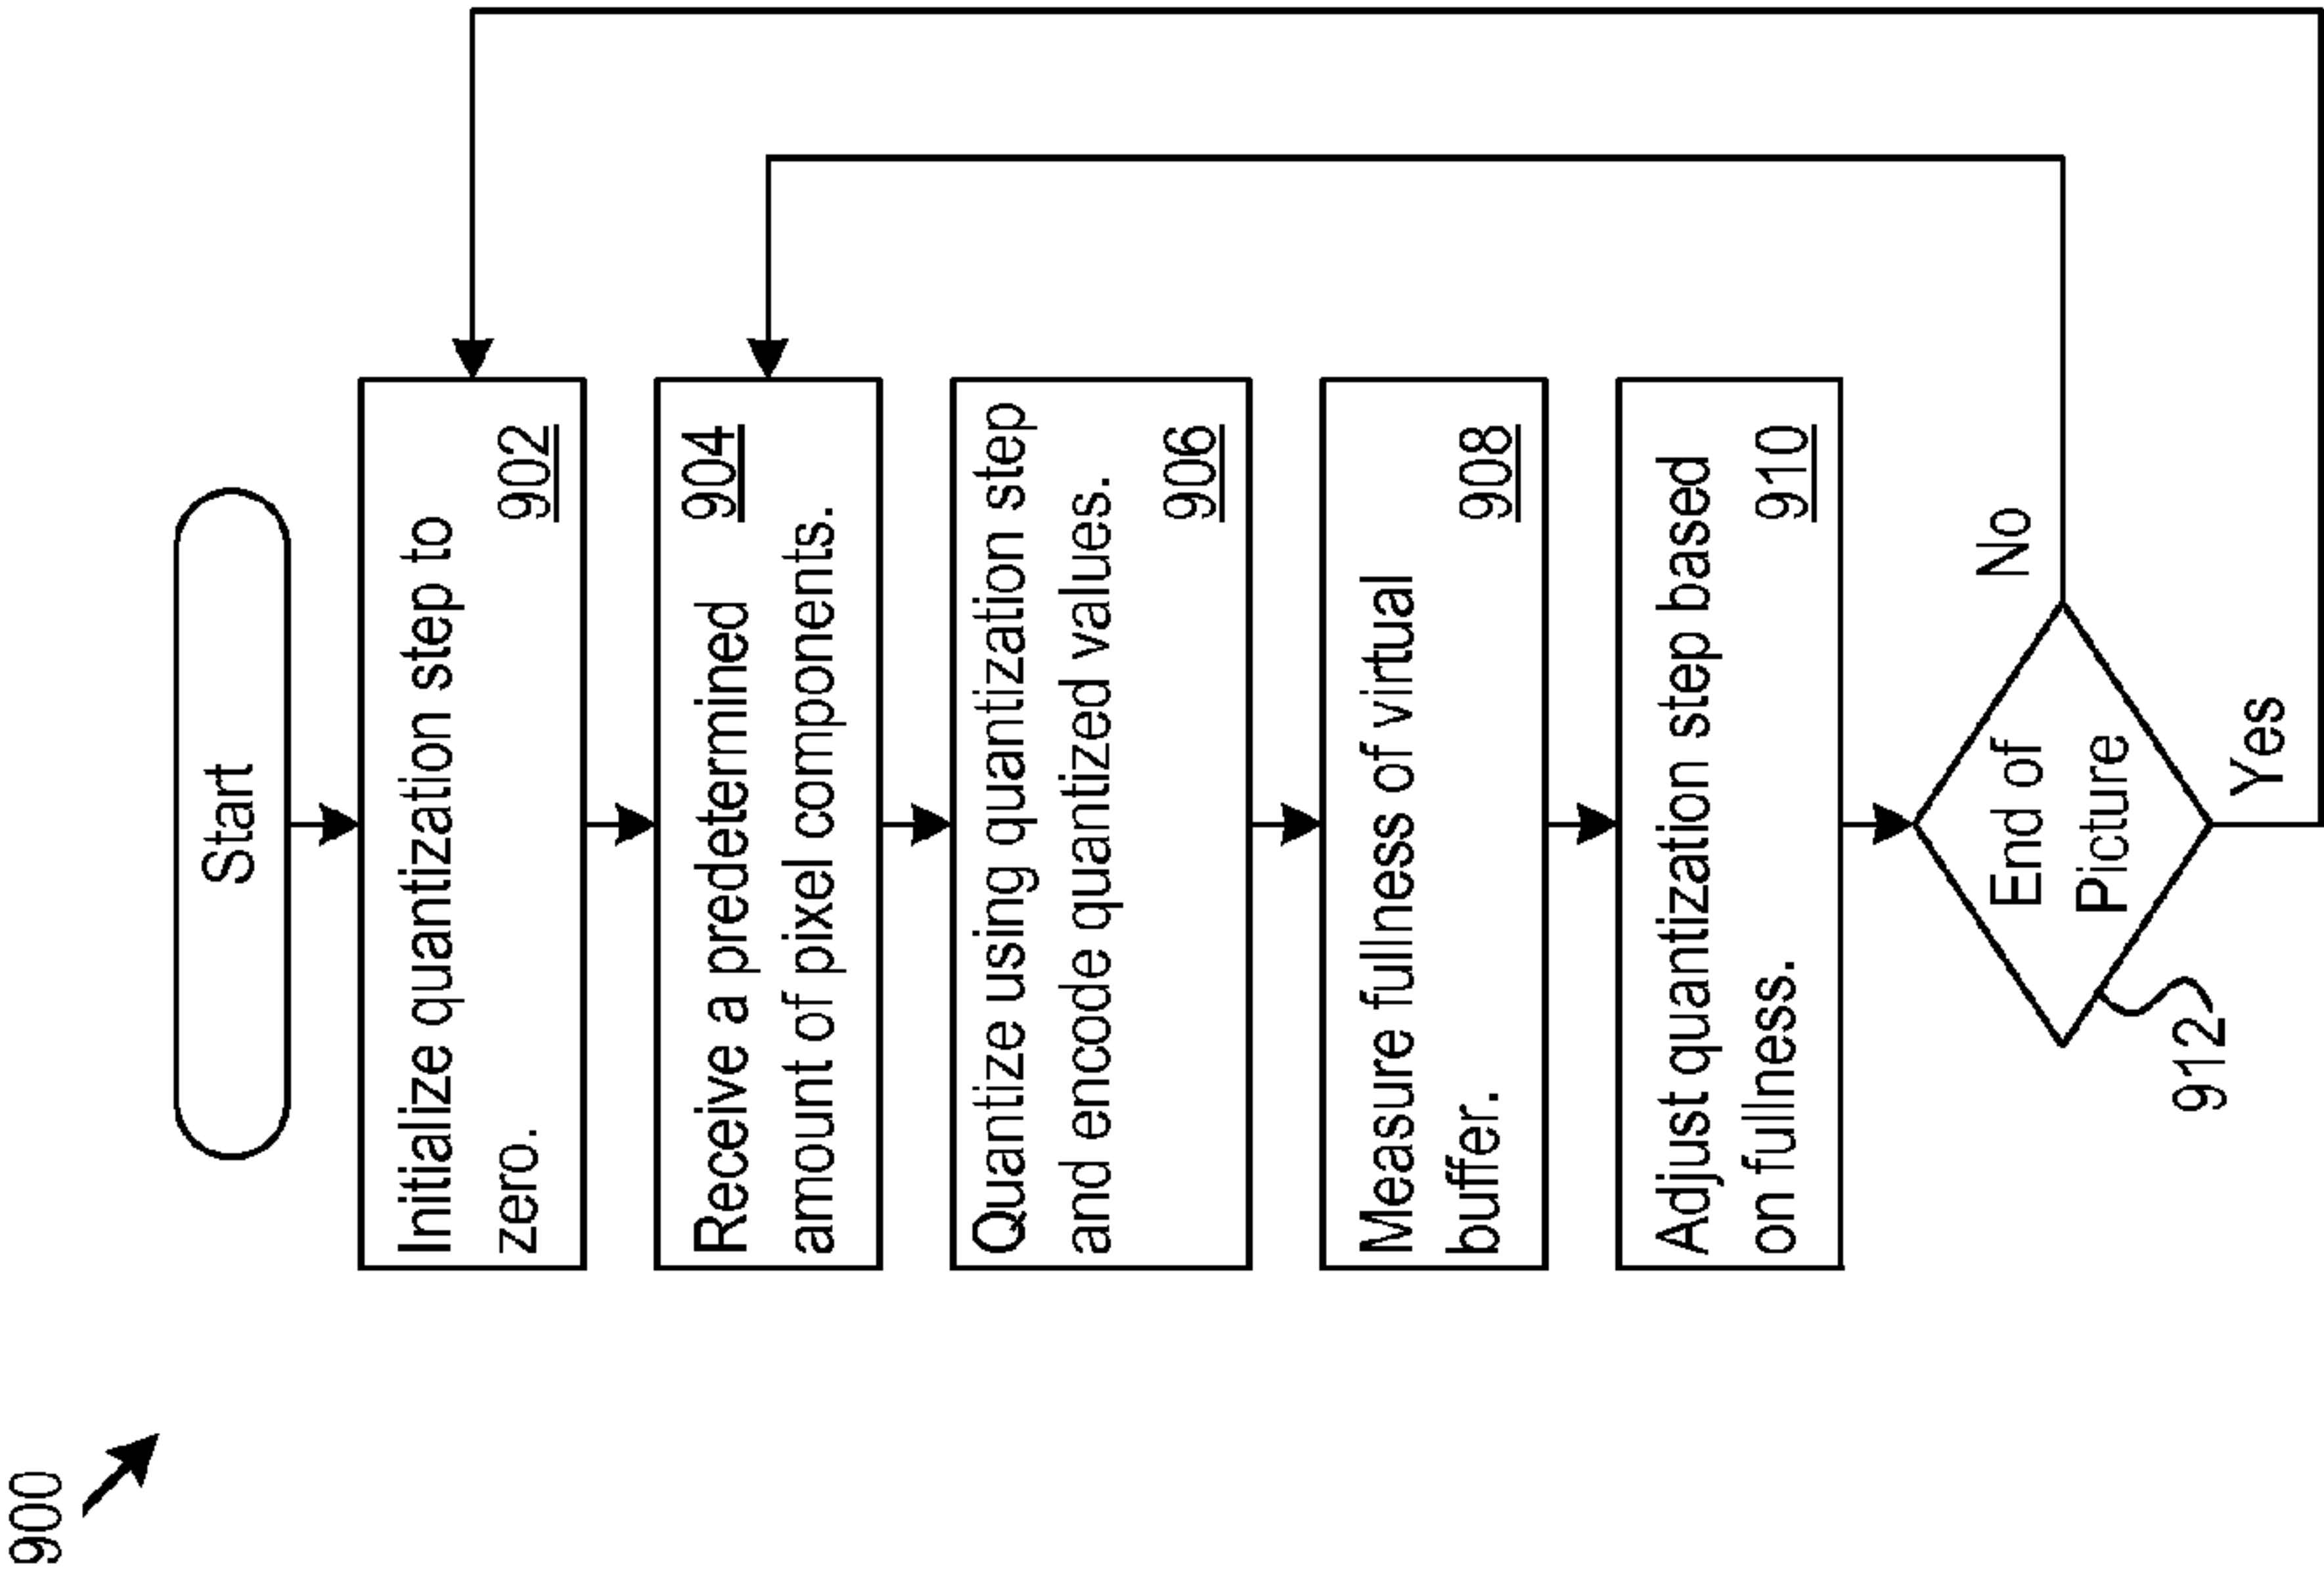 900
Start
Initialize quantization step to
zero.
902
Receive a predetermined
904
amount of pixel components.
Quantize using quantization step
and encode quantized values.
906
Measure fullness of virtual
buffer.
908
Adjust quantization step based
on fullness.
910
End of
Picture
No
Yes
912